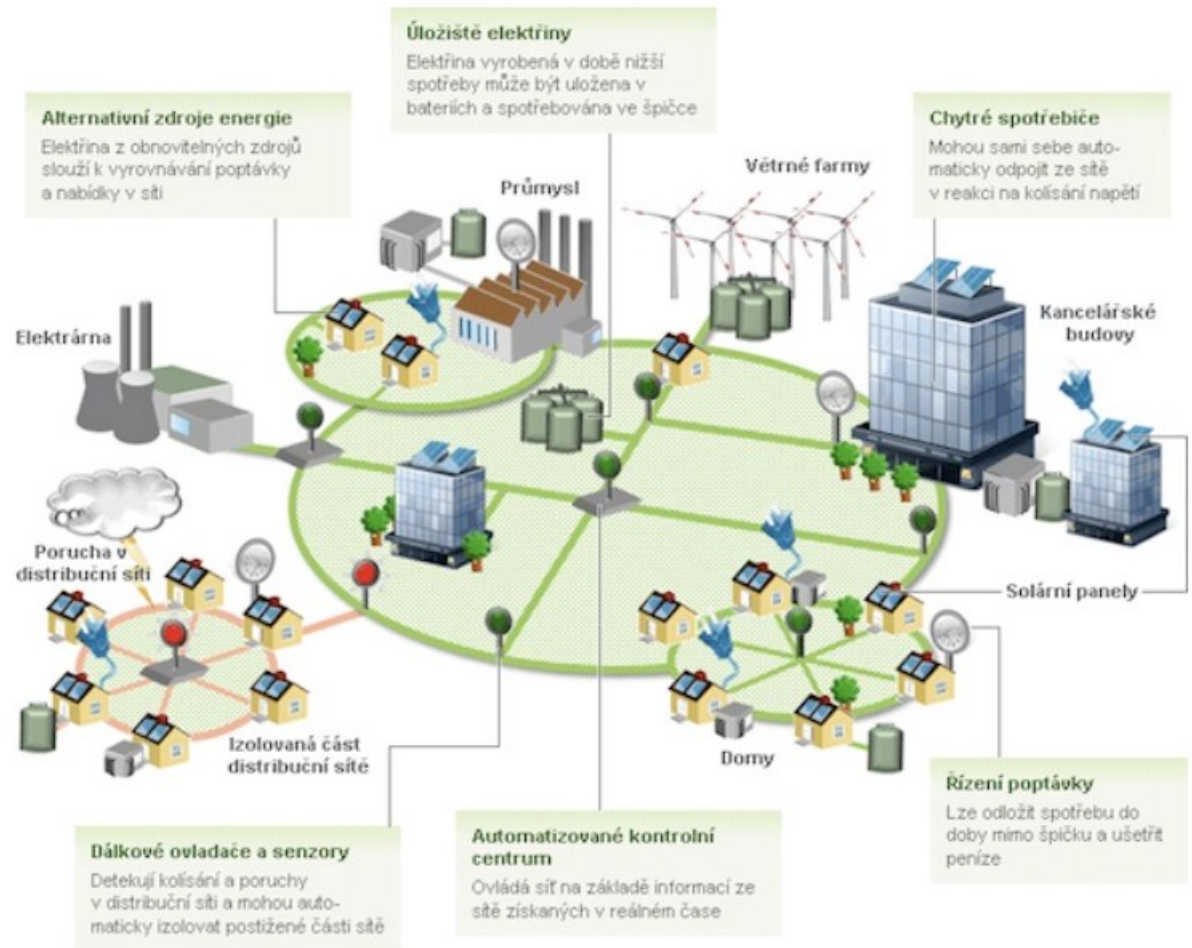 Úložiště elektřiny
Elektřina vyrobená v době nižší
spotřeby může být uložena v
bateriích a spotřebována ve špičce
Alternativní zdroje energie
Elektřina z obnovitelných zdrojů
slouží k vyrovnávání poptávky
a nabídky v síti
Chytré spotřebiče
Mohou sami sebe auto-
maticky odpojit ze sítě
v reakci na kolísání napětí
Průmysl
Větrné farmy
Elektrárna
Kancelářské
budovy
Porucha v
distribuční síti
Solární panely
Izolovaná část
distribuční sítě
Domy
Dálkové ovladače a senzory
Detekují kolísání a poruchy
v distribuční síti a mohou auto-
maticky izolovat postižené části sítě
Automatizované kontrolní
centrum
Ovládá síť na základě informací ze
sítě získaných v reálném čase
Řízení poptávky
Lze odložit spotřebu do
doby mimo špičku a ušetřit
peníze